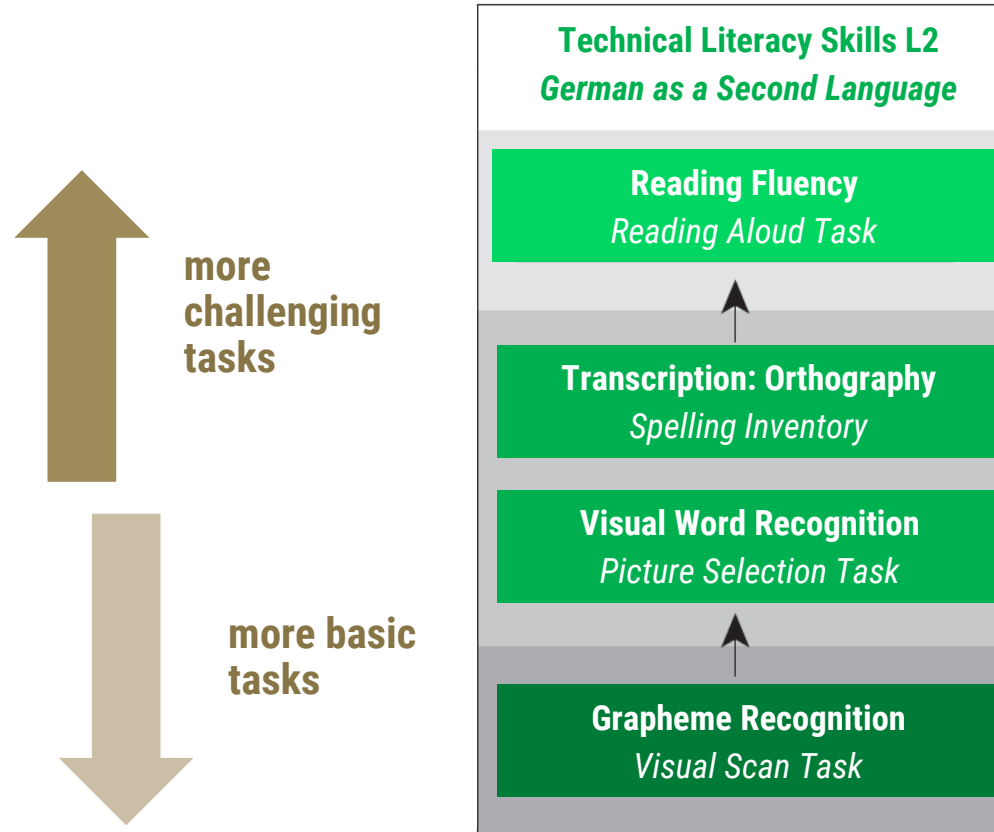 Technical Literacy Skills L2
German as a Second Language
Reading Fluency
Reading Aloud Task
more
challenging
tasks
Transcription: Orthography
Spelling Inventory
Visual Word Recognition
Picture Selection Task
more basic
tasks
Grapheme Recognition
Visual Scan Task